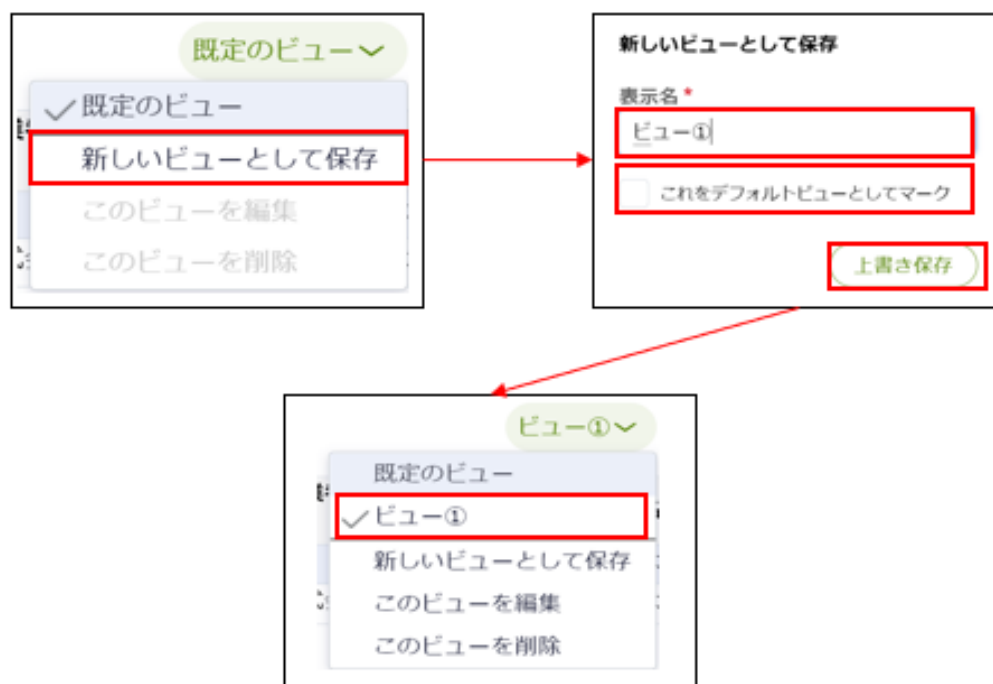 既定のビュー
既定のビュー
新しいビューとして保存
このビューを編集
このビューを削除
新しいビューとして保存
表示名 *
ビュー①
これをデフォルトビューとしてマーク
上書き保存
ビュー①
既定のビュー
ビュー①
新しいビューとして保存
このビューを編集
このビューを削除